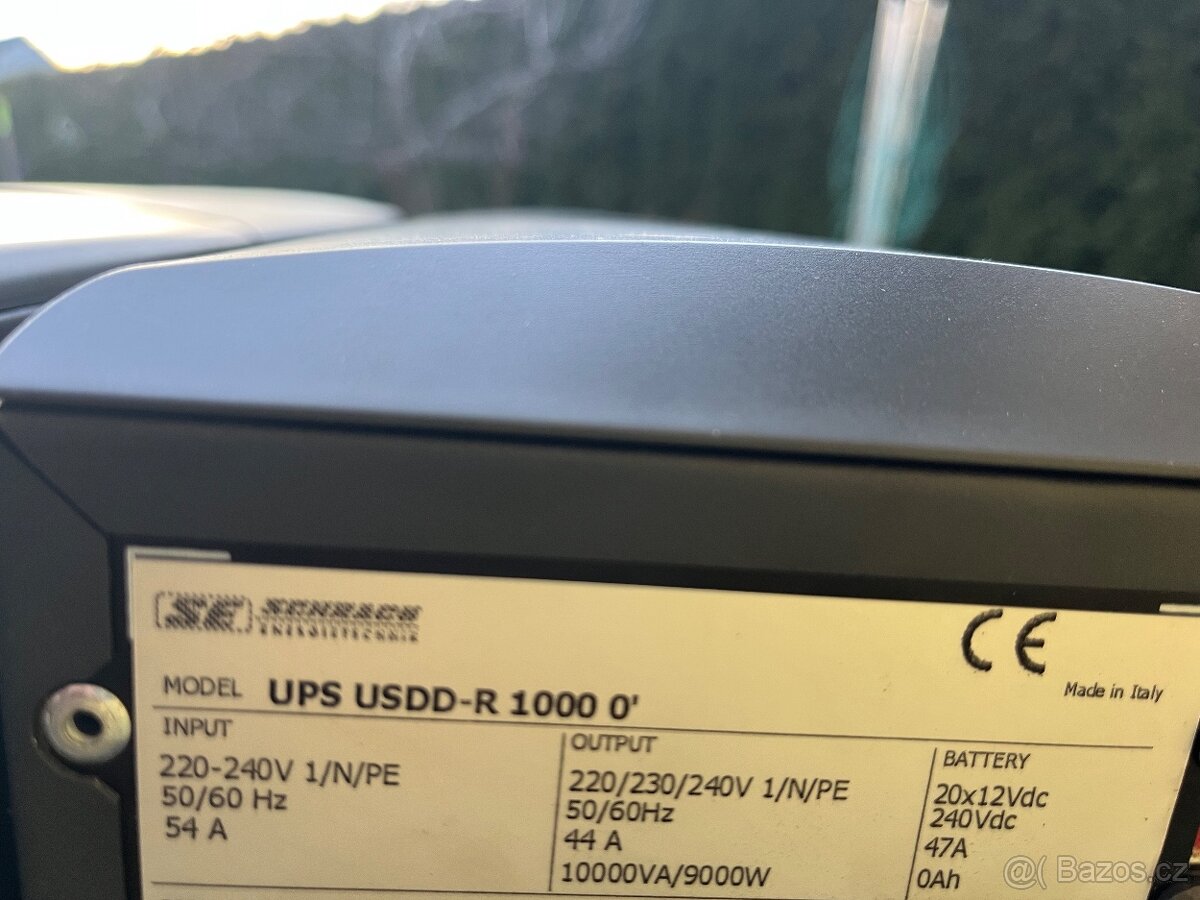 SE SCHRACK
ENERGIETECHNIK
CE
Made in Italy
MODEL UPS USDD-R 1000 0'
INPUT
220-240V 1/N/PE
50/60 Hz
54 A
OUTPUT
220/230/240V 1/N/PE
50/60Hz
44 A
10000VA/9000W
BATTERY
20x12Vdc
240Vdc
47A
0Ah
@( Bazos.cz